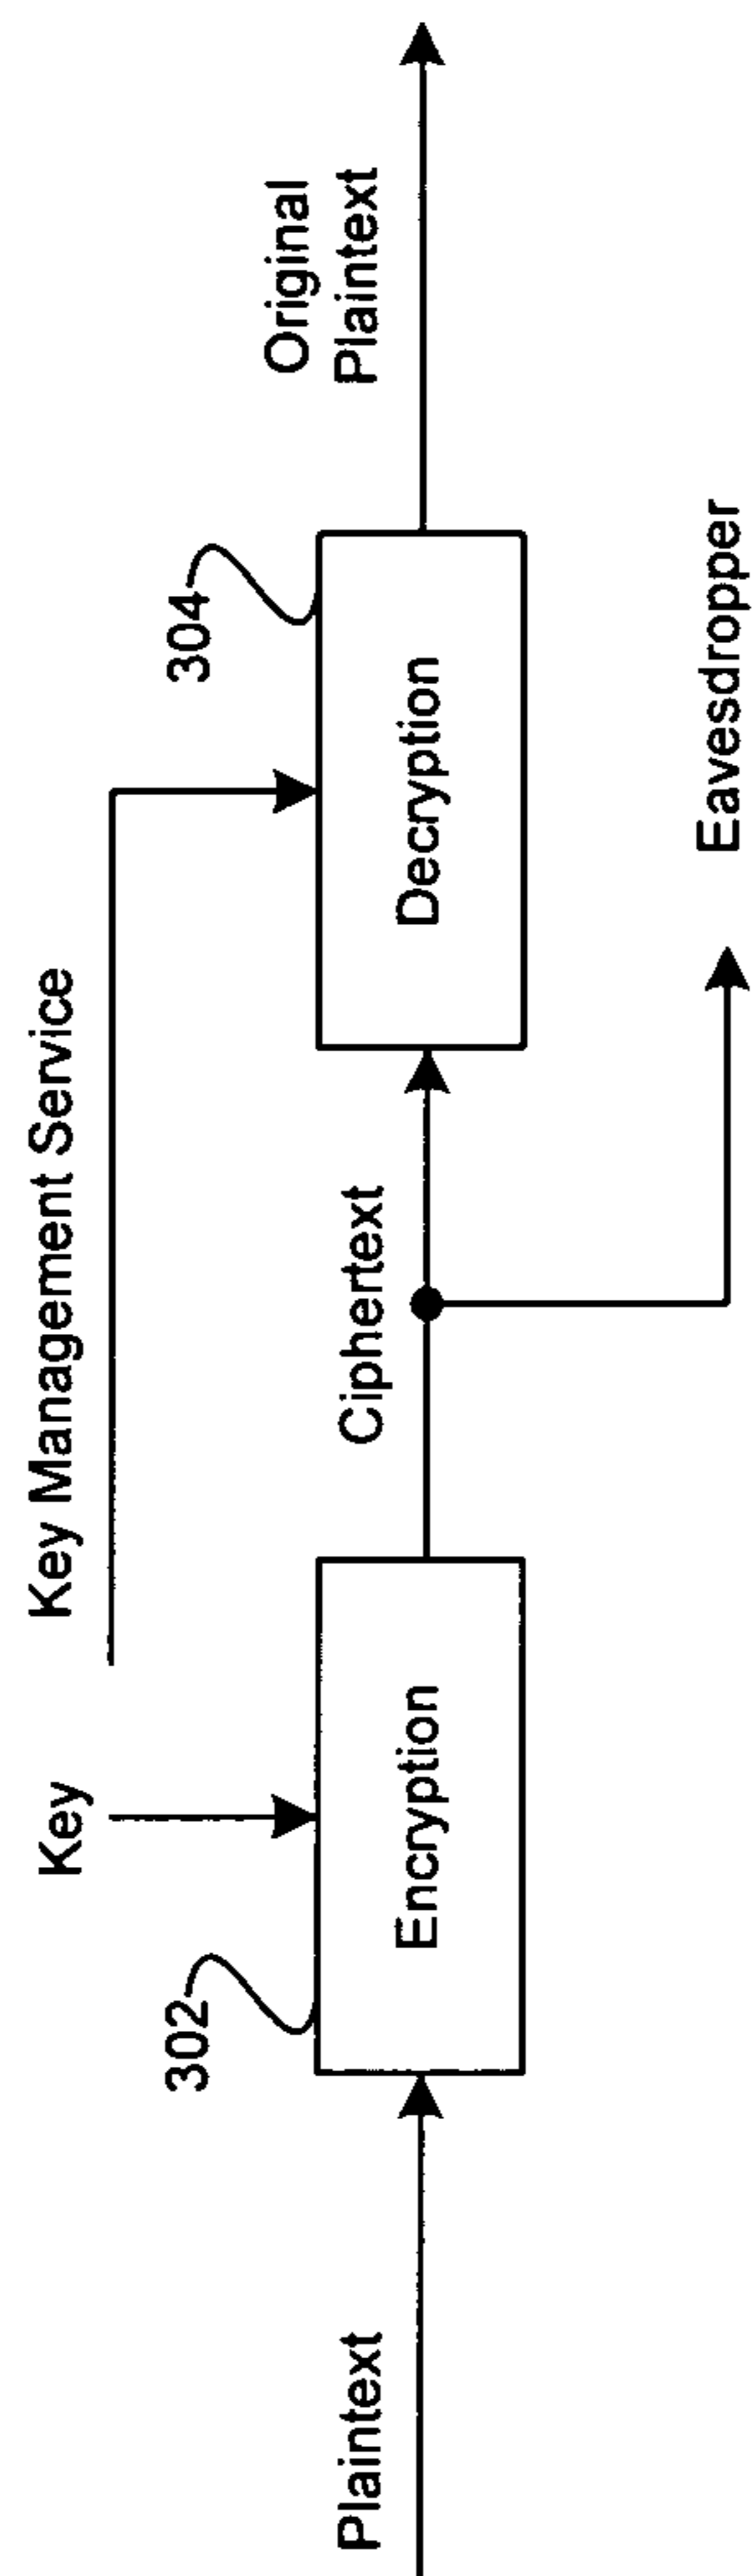 Key Management Service
Key
302
304
Plaintext
Encryption
Ciphertext
Decryption
Original
Plaintext
Eavesdropper